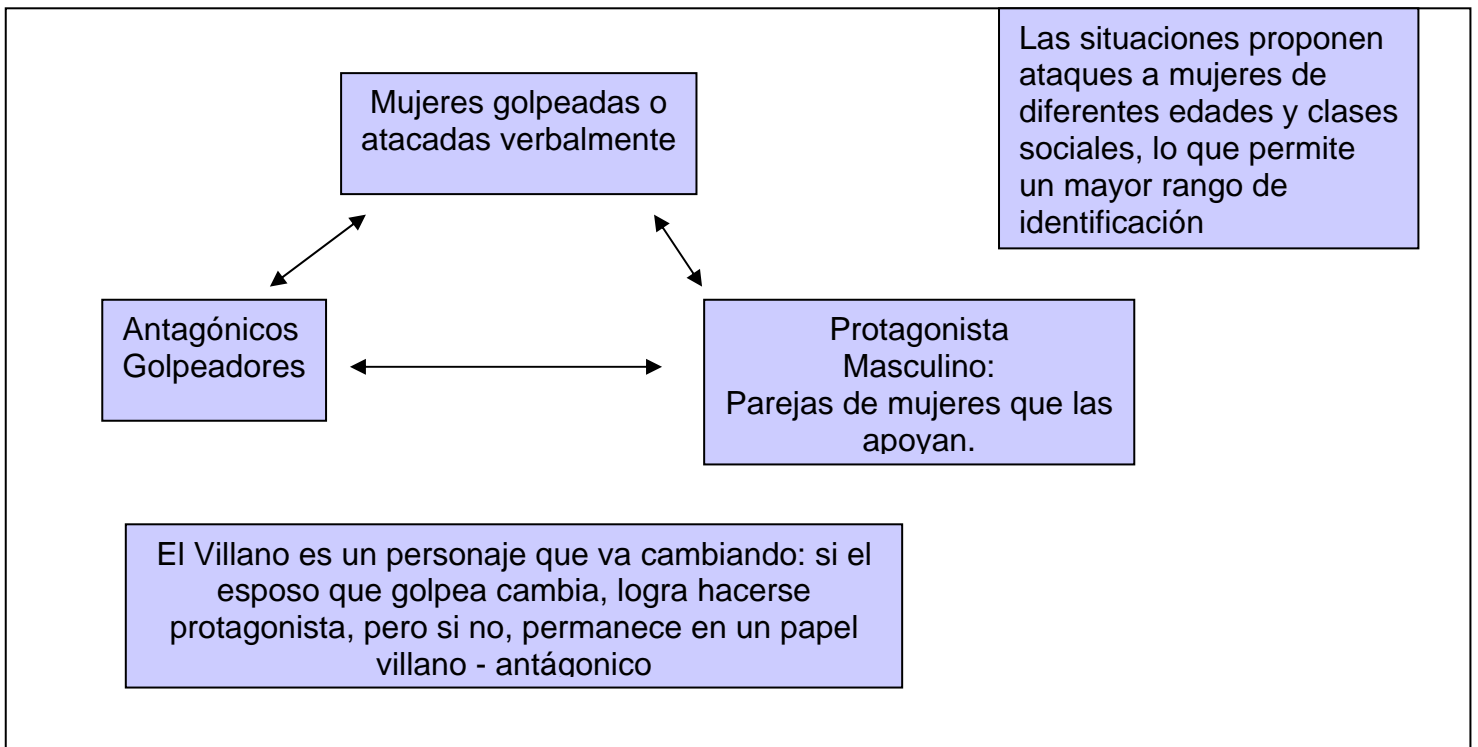 Las situaciones proponen
ataques a mujeres de
diferentes edades y clases
sociales, lo que permite
un mayor rango de
identificación
Mujeres golpeadas o
atacadas verbalmente
Antagónicos
Golpeadores
Protagonista
Masculino:
Parejas de mujeres que las
apoyan.
El Villano es un personaje que va cambiando: si el
esposo que golpea cambia, logra hacerse
protagonista, pero si no, permanece en un papel
villano - antágonico